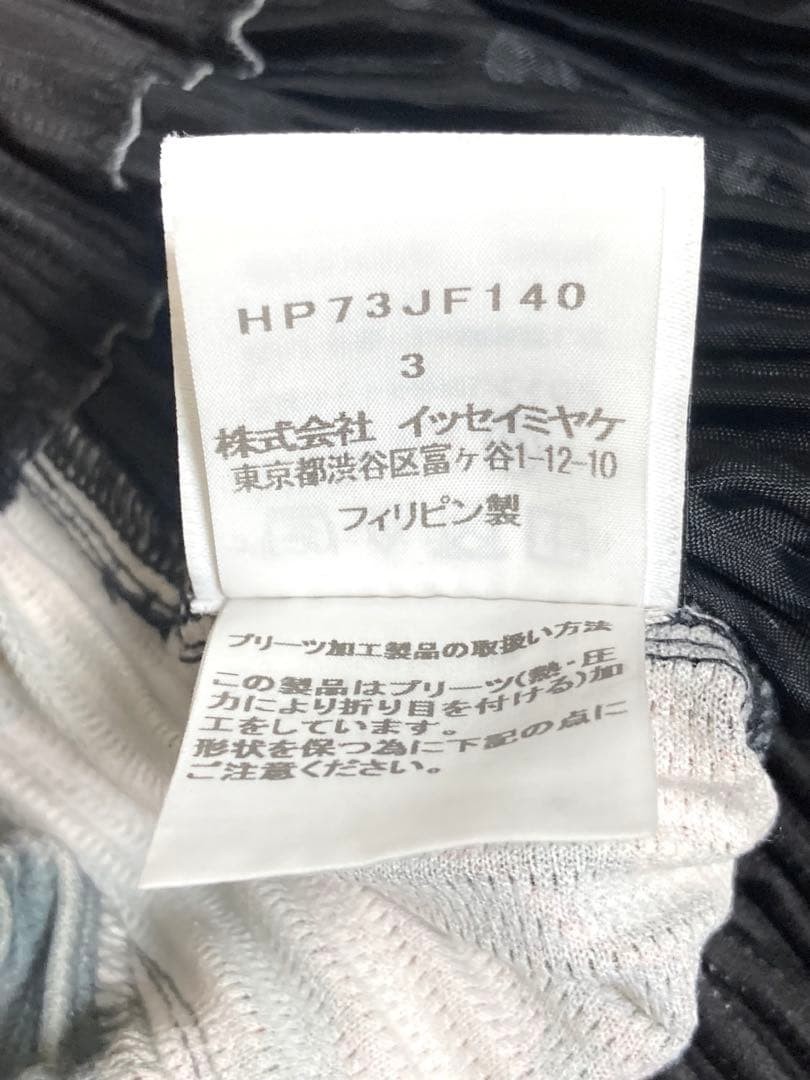 HP73JF140
3
株式会社 イッセイミヤケ
東京都渋谷区富ヶ谷1-12-10
フィリピン製
プリーツ加工製品の取扱い方法
この製品はプリーツ(熱・圧
力により折り目を付ける)加
工をしています。
形状を保つ為に下記の点に
ご注意ください。